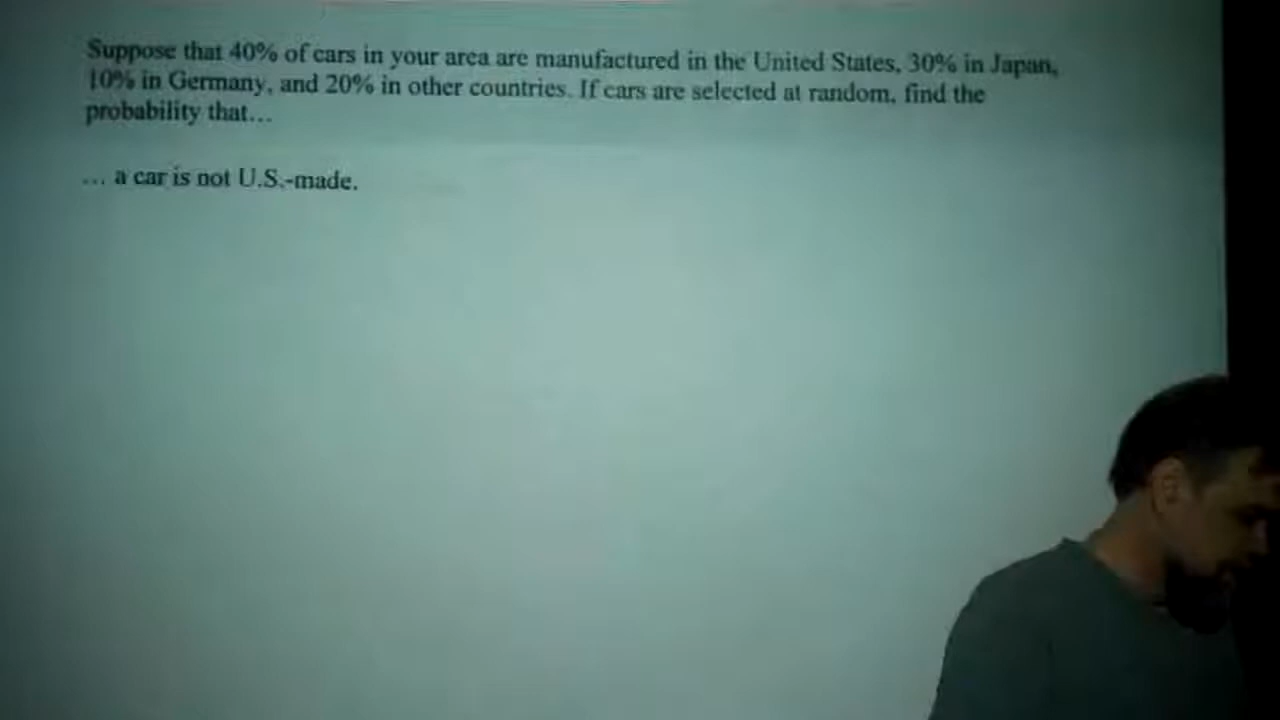 Suppose that 40% of cars in your area are manufactured in the United States, 30% in Japan,
10% in Germany, and 20% in other countries. If cars are selected at random, find the
probability that…
… a car is not U.S.-made.